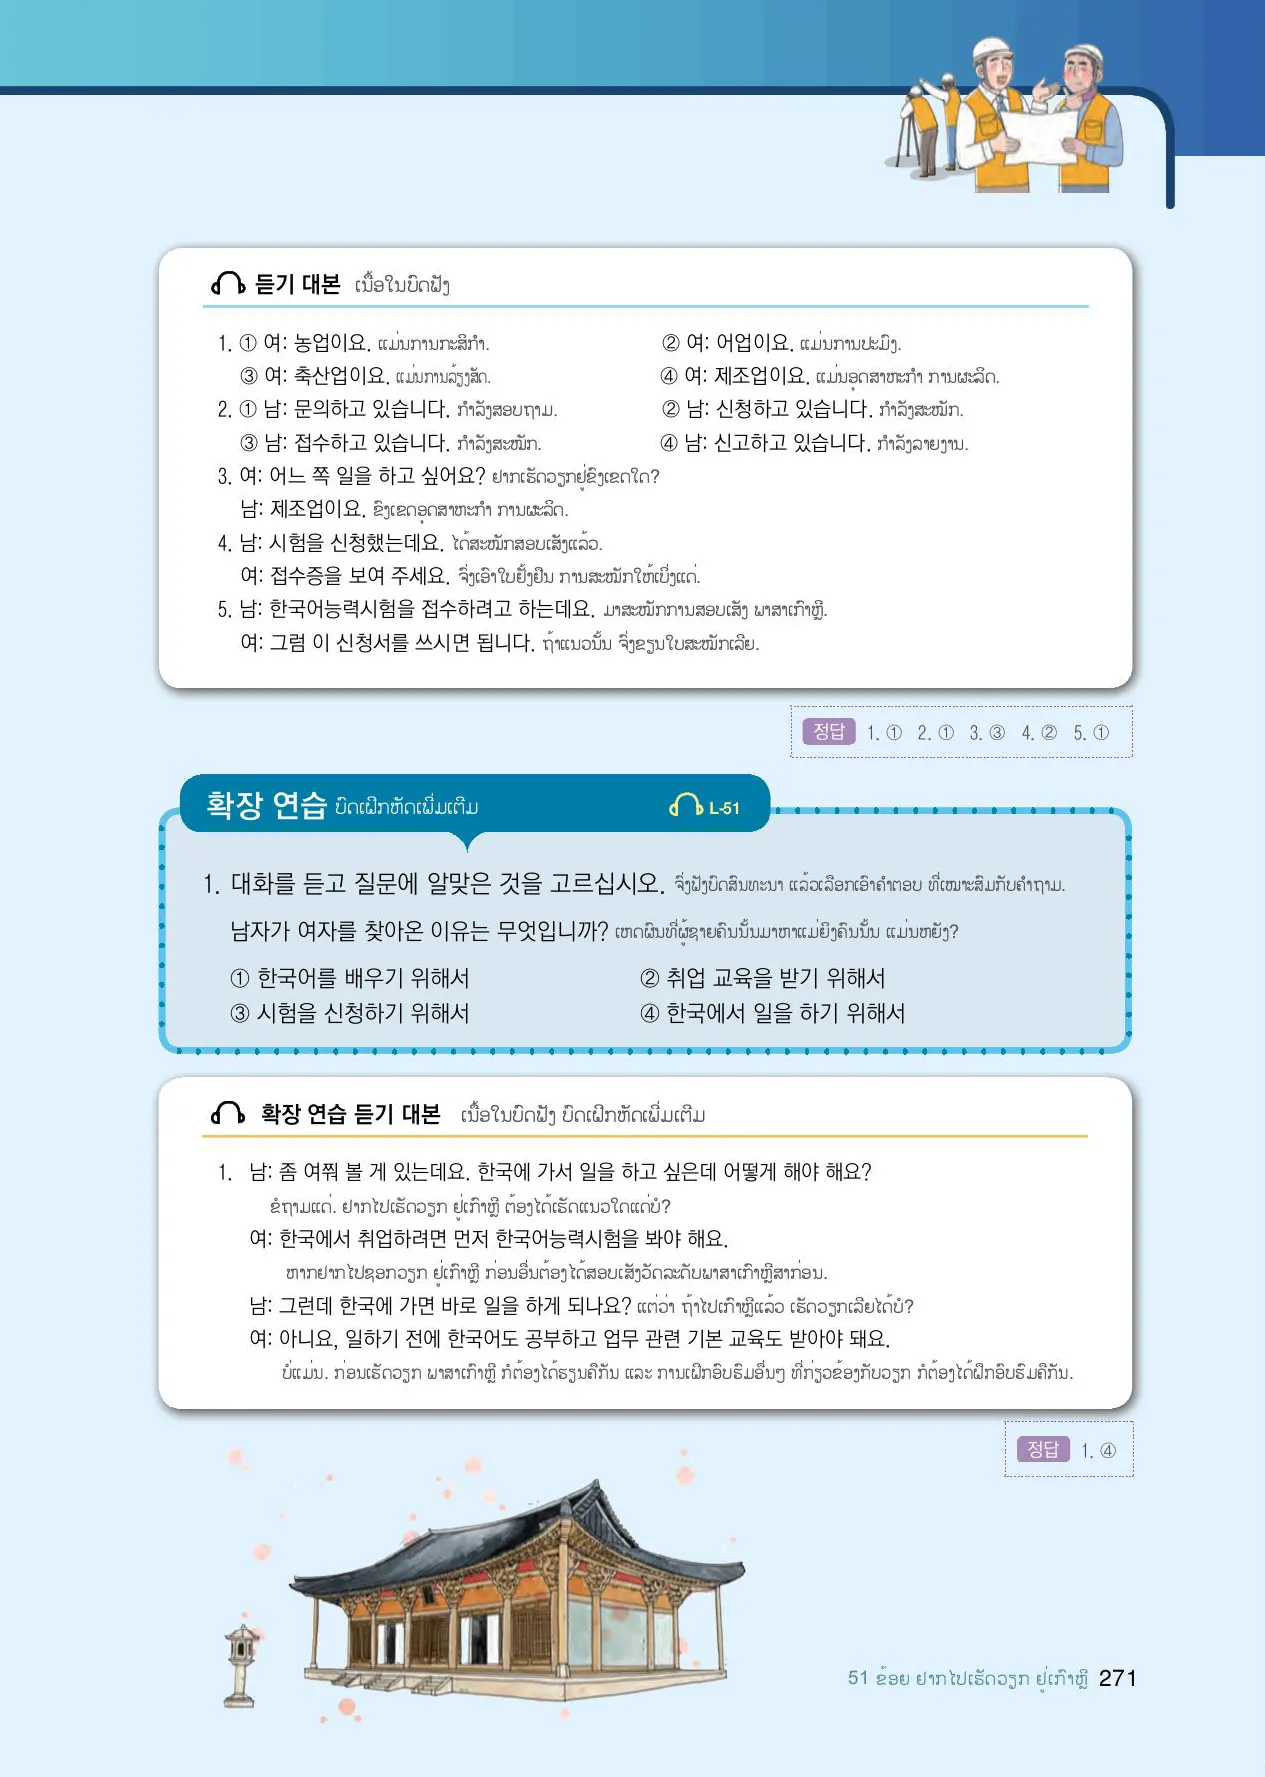 듣기 대본 ເນື້ອໃນບົດຟັງ
1. ① 여: 농업이요. ແມ່ນການກະສິກຳ. ② 여: 어업이요. ແມ່ນການປະມົງ.
③ 여: 축산업이요. ແມ່ນການລ້ຽງສັດ. ④ 여: 제조업이요. ແມ່ນອຸດສາຫະກຳ ການຜະລິດ.
2. ① 남: 문의하고 있습니다. ກຳລັງສອບຖາມ. ② 남: 신청하고 있습니다. ກຳລັງສະໝັກ.
③ 남: 접수하고 있습니다. ກຳລັງສະໝັກ. ④ 남: 신고하고 있습니다. ກຳລັງລາຍງານ.
3. 여: 어느 쪽 일을 하고 싶어요? ຢາກເຮັດວຽກຢູ່ຂົງເຂດໃດ?
남: 제조업이요. ຂົງເຂດອຸດສາຫະກຳ ການຜະລິດ.
4. 남: 시험을 신청했는데요. ໄດ້ສະໝັກສອບເສັງແລ້ວ.
여: 접수증을 보여 주세요. ຈົ່ງເອົາໃບຢັ້ງຢືນ ການສະໝັກໃຫ້ເບິ່ງແດ່.
5. 남: 한국어능력시험을 접수하려고 하는데요. ມາສະໝັກການສອບເສັງ ພາສາເກົາຫຼີ.
여: 그럼 이 신청서를 쓰시면 됩니다. ຖ້າແນວນັ້ນ ຈົ່ງຂຽນໃບສະໝັກເລີຍ.
정답 1. ① 2. ① 3. ③ 4. ② 5. ①
확장 연습 ບົດເຝິກຫັດເພີ່ມເຕີມ L-51
1. 대화를 듣고 질문에 알맞은 것을 고르십시오. ຈົ່ງຟັງບົດສົນທະນາ ແລ້ວເລືອກເອົາຄຳຕອບ ທີ່ເໝາະສົມກັບຄຳຖາມ.
남자가 여자를 찾아온 이유는 무엇입니까? ເຫດຜົນທີ່ຜູ້ຊາຍຄົນນັ້ນມາຫາແມ່ຍິງຄົນນັ້ນ ແມ່ນຫຍັງ?
① 한국어를 배우기 위해서 ② 취업 교육을 받기 위해서
③ 시험을 신청하기 위해서 ④ 한국에서 일을 하기 위해서
확장 연습 듣기 대본 ເນື້ອໃນບົດຟັງ ບົດເຝິກຫັດເພີ່ມເຕີມ
1. 남: 좀 여쭤 볼 게 있는데요. 한국에 가서 일을 하고 싶은데 어떻게 해야 해요?
ຂໍຖາມແດ່. ຢາກໄປເຮັດວຽກ ຢູ່ເກົາຫຼີ ຕ້ອງໄດ້ເຮັດແນວໃດແດ່ບໍ?
여: 한국에서 취업하려면 먼저 한국어능력시험을 봐야 해요.
ຫາກຢາກໄປຊອກວຽກ ຢູ່ເກົາຫຼີ ກ່ອນອື່ນຕ້ອງໄດ້ສອບເສັງວັດລະດັບພາສາເກົາຫຼີສາກ່ອນ.
남: 그런데 한국에 가면 바로 일을 하게 되나요? ແຕ່ວ່າ ຖ້າໄປເກົາຫຼີແລ້ວ ເຮັດວຽກເລີຍໄດ້ບໍ?
여: 아니요, 일하기 전에 한국어도 공부하고 업무 관련 기본 교육도 받아야 돼요.
ບໍ່ແມ່ນ. ກ່ອນເຮັດວຽກ ພາສາເກົາຫຼີ ກໍຕ້ອງໄດ້ຮຽນຄືກັນ ແລະ ການເຝິກອົບຮົມອື່ນໆ ທີ່ກ່ຽວຂ້ອງກັບວຽກ ກໍຕ້ອງໄດ້ຝຶກອົບຮົມຄືກັນ.
정답 1. ④
51 ຂ້ອຍ ຢາກໄປເຮັດວຽກ ຢູ່ເກົາຫຼີ 271